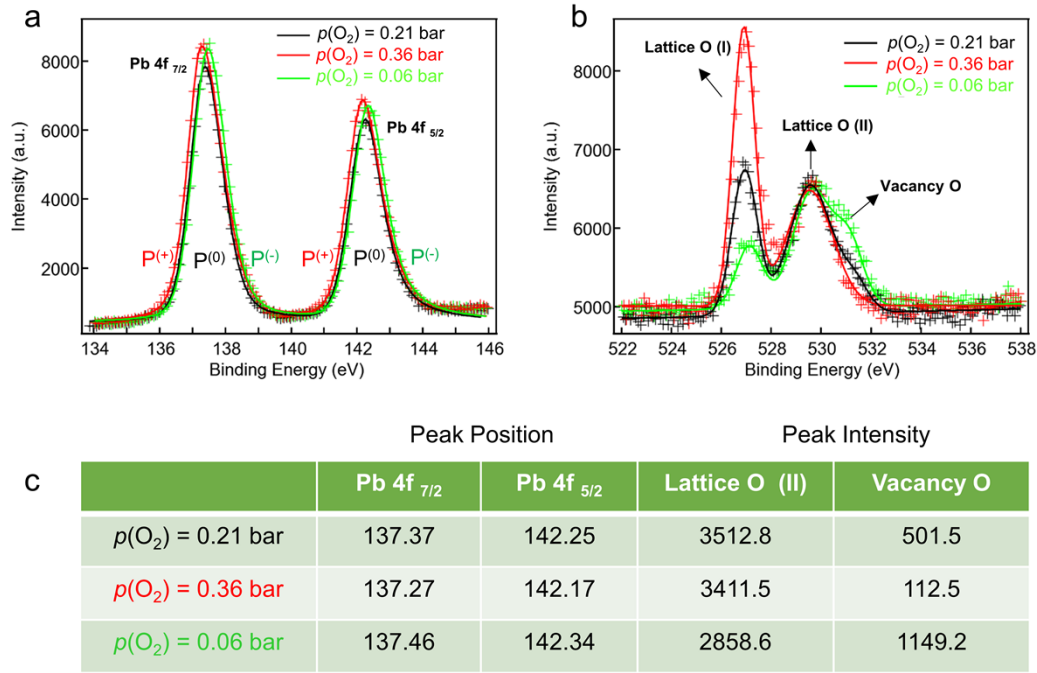 a
p(O₂) = 0.21 bar
p(O₂) = 0.36 bar
p(O₂) = 0.06 bar
Pb 4f 7/2
Pb 4f 5/2
P(+) P(0) P(-) P(+) P(0) P(-)
Intensity (a.u.)
8000
6000
4000
2000
134 136 138 140 142 144 146
Binding Energy (eV)
b
p(O₂) = 0.21 bar
p(O₂) = 0.36 bar
p(O₂) = 0.06 bar
Lattice O (I)
Lattice O (II)
Vacancy O
Intensity (a.u.)
8000
7000
6000
5000
522 524 526 528 530 532 534 536 538
Binding Energy (eV)
Peak Position Peak Intensity
c
Pb 4f 7/2 Pb 4f 5/2 Lattice O (II) Vacancy O
p(O₂) = 0.21 bar 137.37 142.25 3512.8 501.5
p(O₂) = 0.36 bar 137.27 142.17 3411.5 112.5
p(O₂) = 0.06 bar 137.46 142.34 2858.6 1149.2